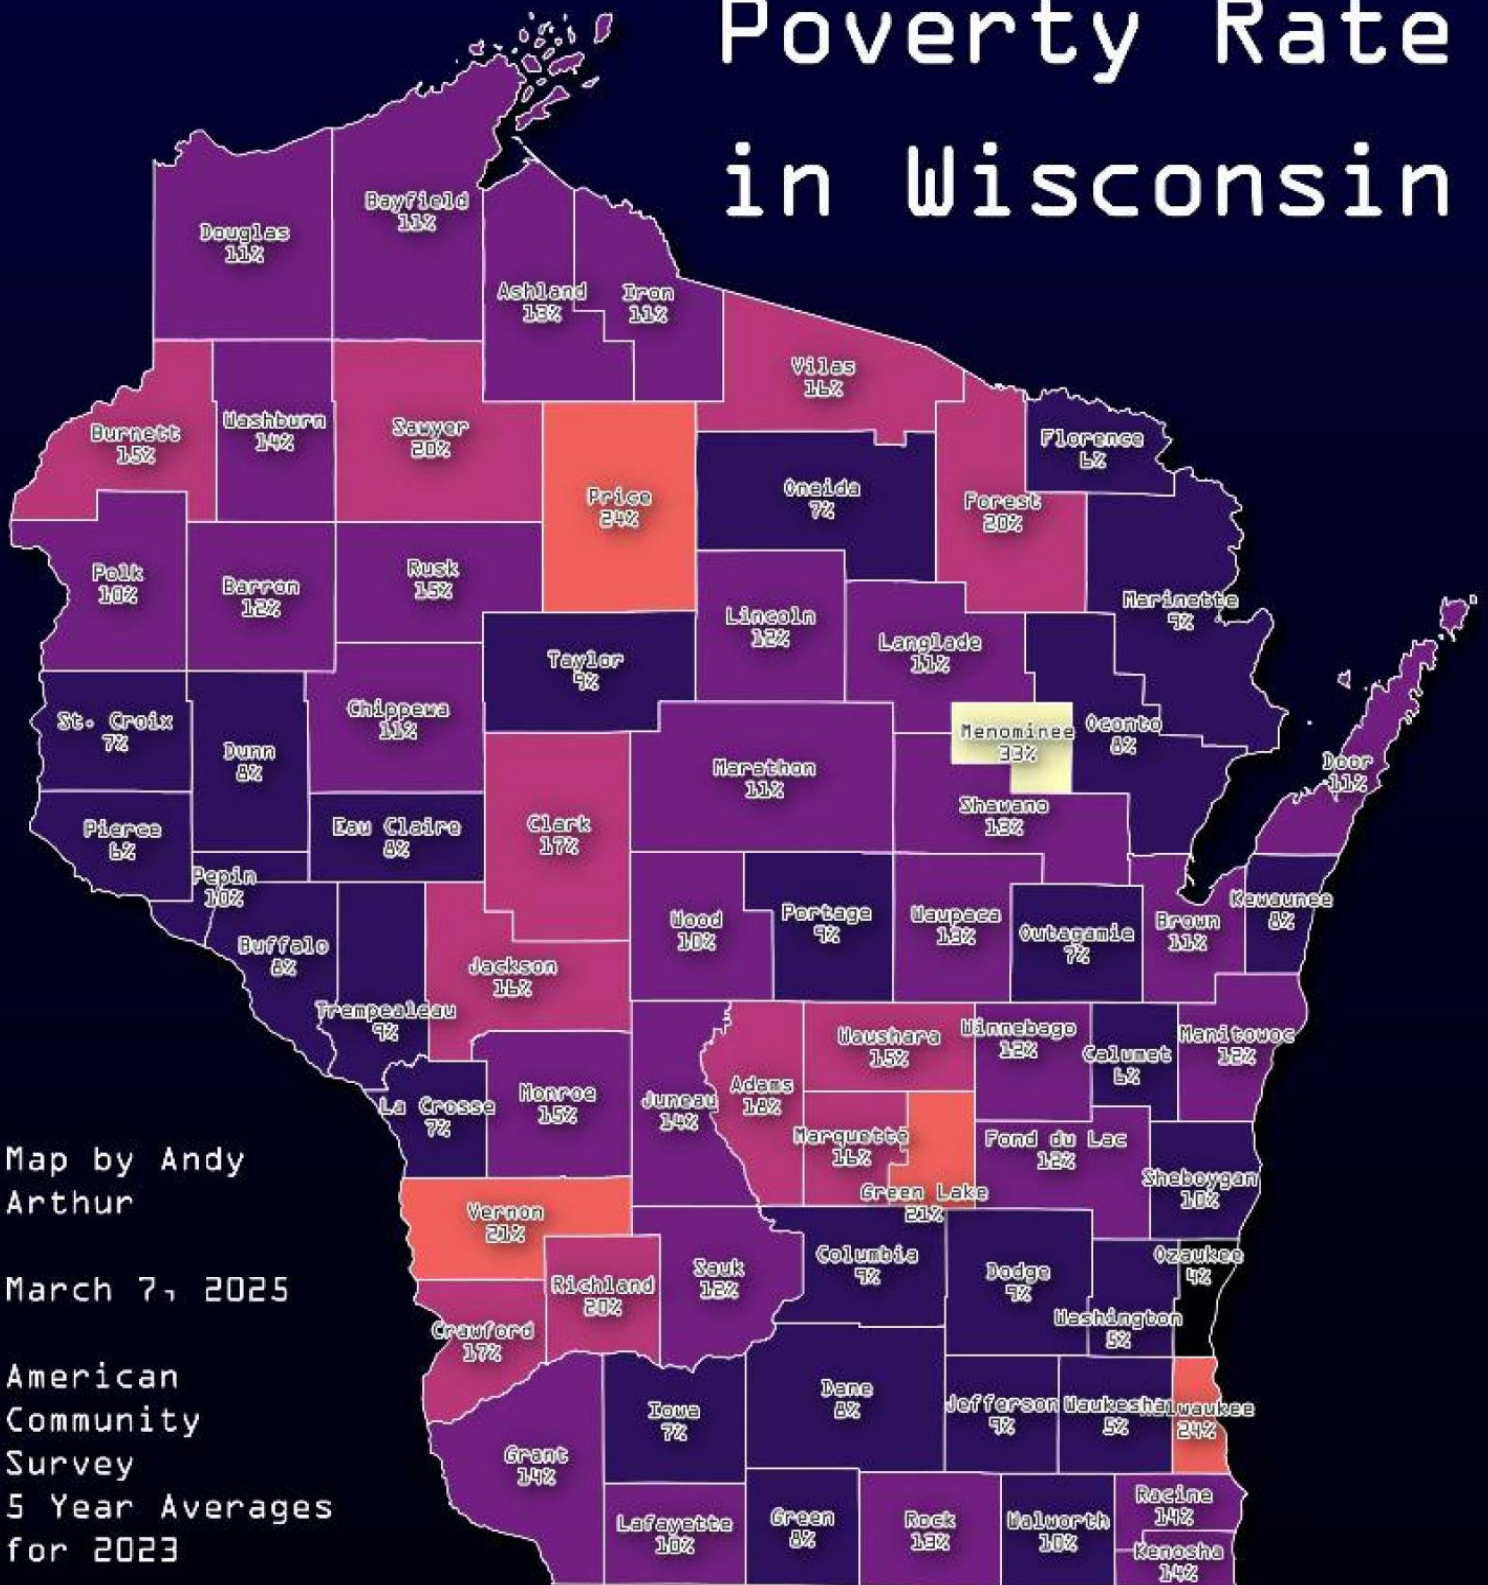 Poverty Rate
in Wisconsin
Bayfield
11%
Douglas
11%
Ashland
13%
Iron
11%
Vilas
16%
Burnett
15%
Washburn
14%
Sawyer
20%
Florence
6%
Price
24%
Oneida
7%
Forest
20%
Polk
10%
Barron
12%
Rusk
15%
Marinette
9%
Lincoln
12%
Langlade
11%
Taylor
9%
St. Croix
7%
Chippewa
11%
Dunn
8%
Menominee
33%
Oconto
8%
Door
11%
Marathon
11%
Shawano
13%
Pierce
6%
Eau Claire
8%
Clark
17%
Pepin
10%
Wood
10%
Portage
9%
Waupaca
13%
Outagamie
7%
Brown
11%
Kewaunee
8%
Buffalo
8%
Jackson
16%
Trempealeau
9%
Waushara
15%
Winnebago
12%
Calumet
6%
Manitowoc
12%
La Crosse
7%
Monroe
15%
Juneau
14%
Adams
18%
Marquette
16%
Green Lake
21%
Fond du Lac
12%
Sheboygan
10%
Map by Andy
Arthur
Vernon
21%
Richland
20%
Sauk
12%
Columbia
9%
Dodge
9%
Ozaukee
4%
Washington
5%
March 7, 2025
Crawford
17%
American
Community
Survey
5 Year Averages
for 2023
Grant
14%
Iowa
7%
Dane
8%
Jefferson
9%
Waukesha
5%
Milwaukee
24%
Lafayette
10%
Green
8%
Rock
13%
Walworth
10%
Racine
14%
Kenosha
14%